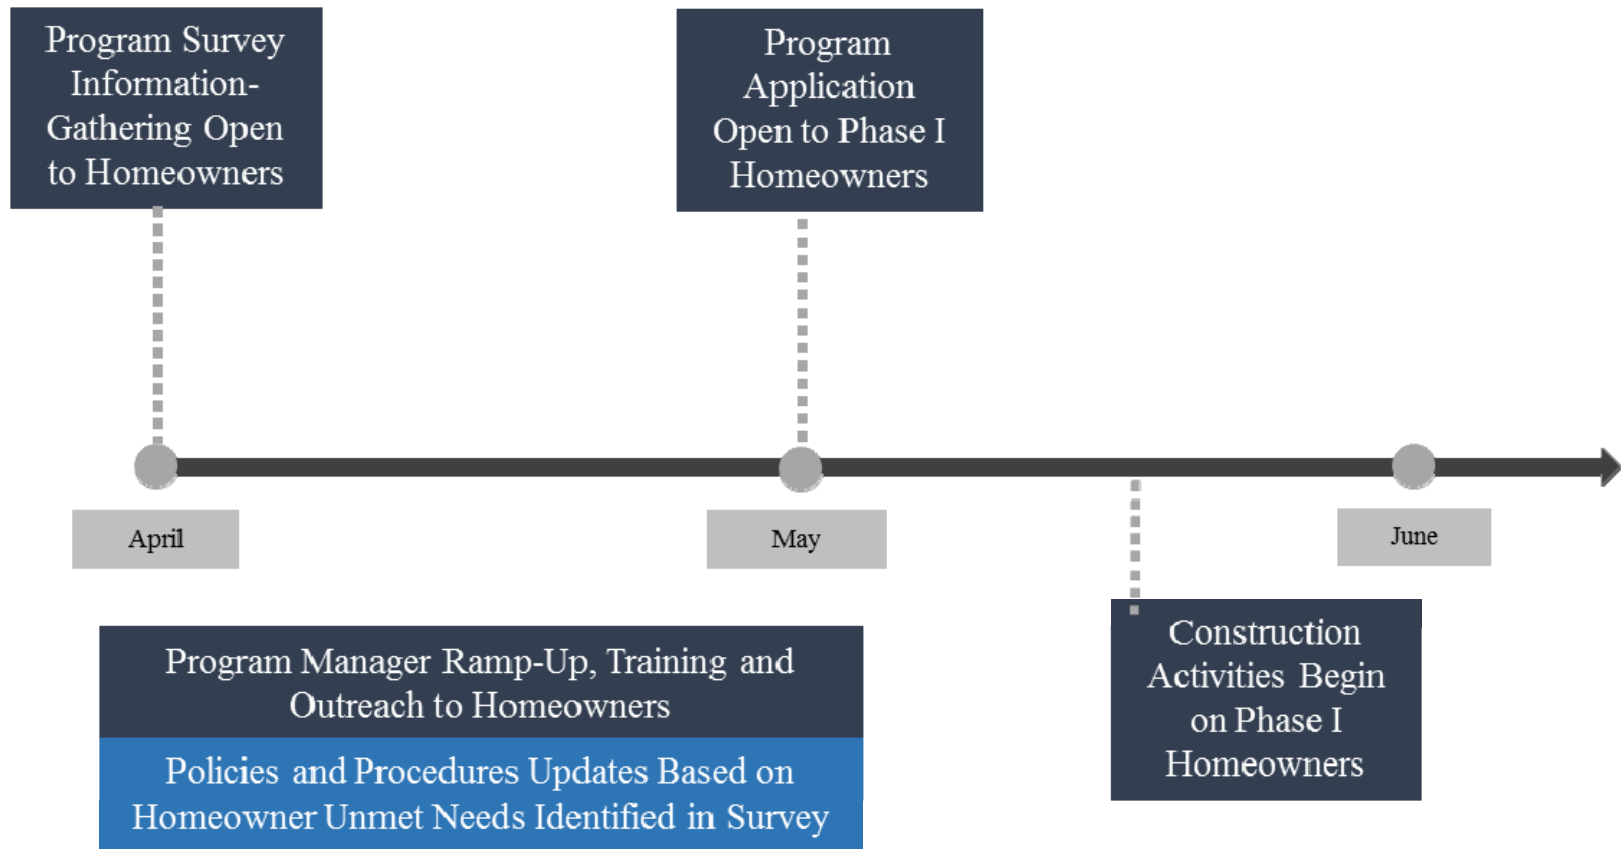 Program Survey
Information-
Gathering Open
to Homeowners
Program
Application
Open to Phase I
Homeowners
April
May
June
Program Manager Ramp-Up, Training and
Outreach to Homeowners
Policies and Procedures Updates Based on
Homeowner Unmet Needs Identified in Survey
Construction
Activities Begin
on Phase I
Homeowners